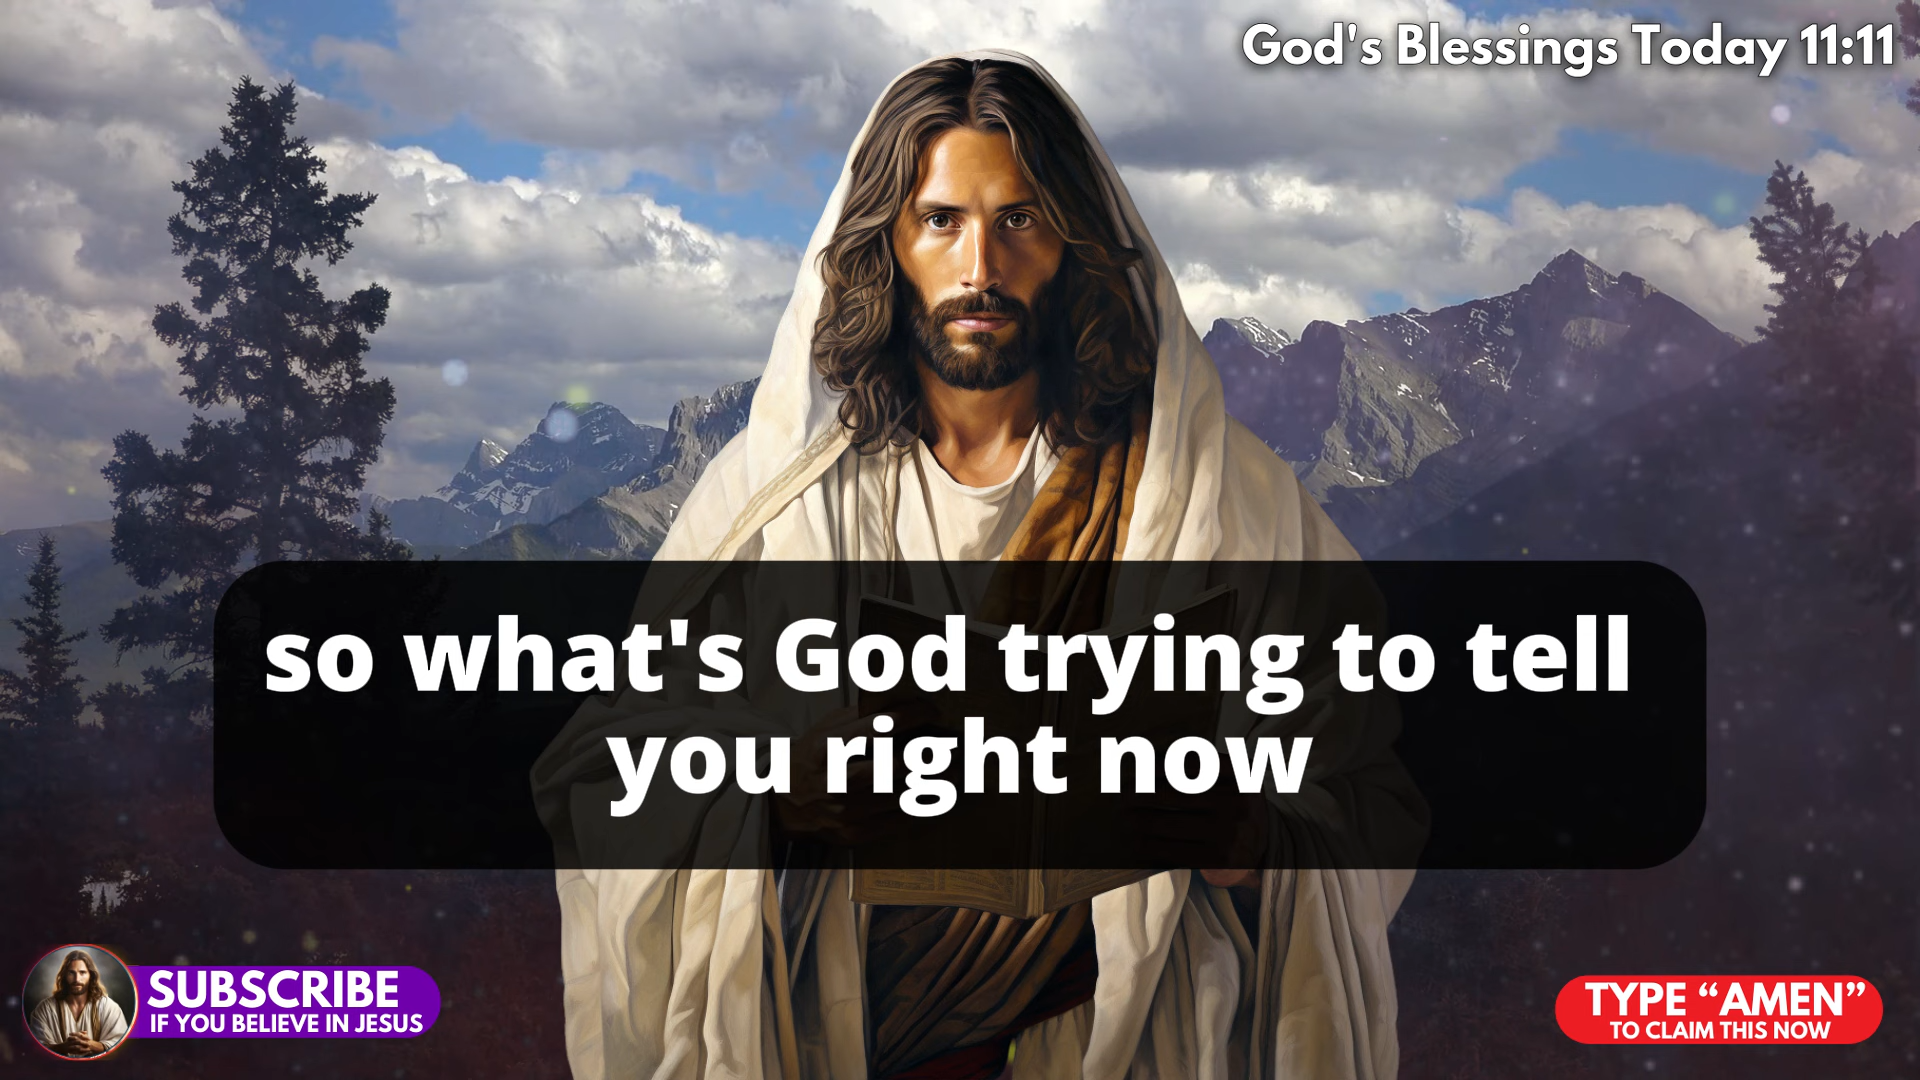 God's Blessings Today 11:11
so what's God trying to tell
you right now
SUBSCRIBE
IF YOU BELIEVE IN JESUS
TYPE “AMEN”
TO CLAIM THIS NOW